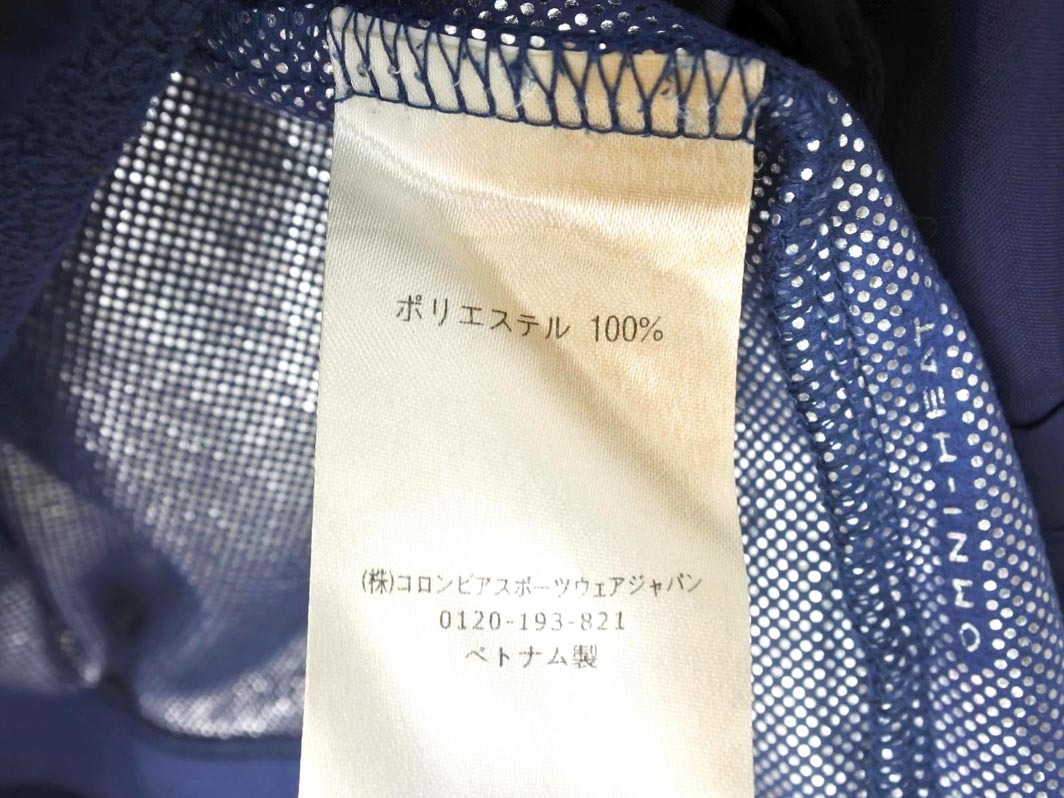 ポリエステル 100%
(株)コロンビアスポーツウェアジャパン
0120-193-821
ベトナム製
OMNI-HEAT